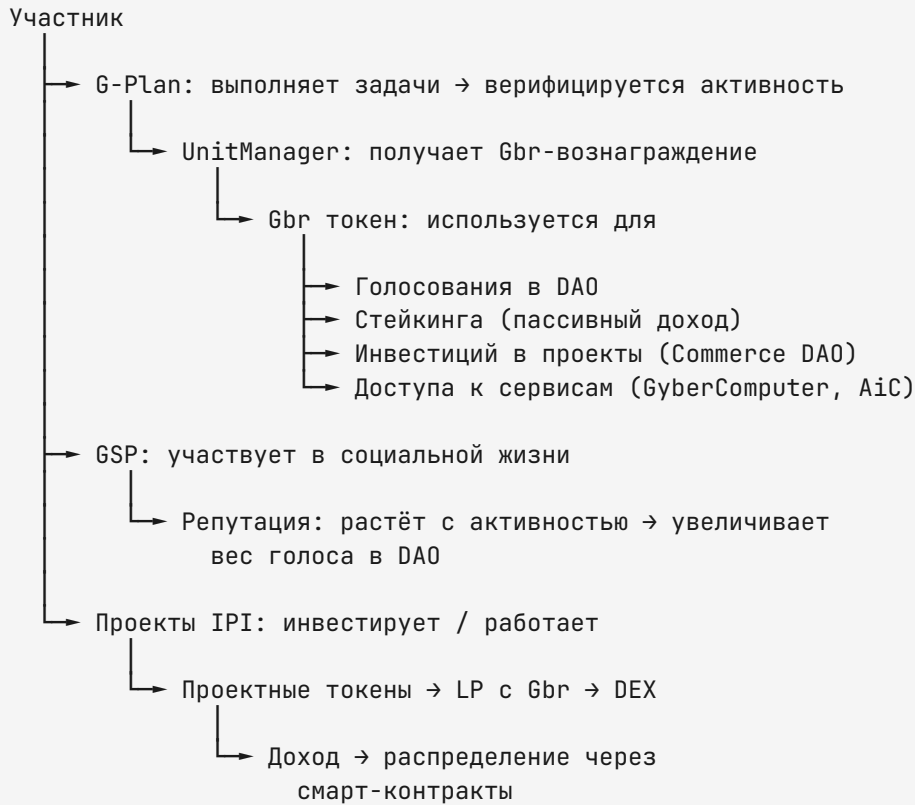 Участник
G-Plan: выполняет задачи → верифицируется активность
UnitManager: получает Gbr-вознаграждение
Gbr токен: используется для
Голосования в DAO
Стейкинга (пассивный доход)
Инвестиций в проекты (Commerce DAO)
Доступа к сервисам (GyberComputer, AiC)
GSP: участвует в социальной жизни
Репутация: растёт с активностью → увеличивает
вес голоса в DAO
Проекты IPI: инвестирует / работает
Проектные токены → LP с Gbr → DEX
Доход → распределение через
смарт-контракты